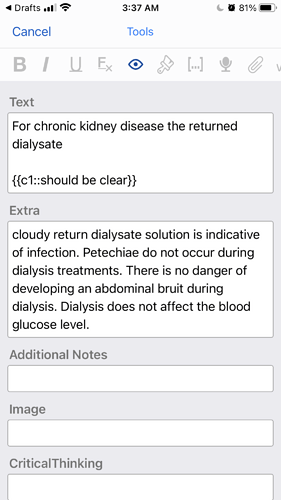 Drafts 3:37 AM 81%
Cancel Tools
B I U Fx [...]
Text
For chronic kidney disease the returned
dialysate
{{c1::should be clear}}
Extra
cloudy return dialysate solution is indicative
of infection. Petechiae do not occur during
dialysis treatments. There is no danger of
developing an abdominal bruit during
dialysis. Dialysis does not affect the blood
glucose level.
Additional Notes
Image
CriticalThinking